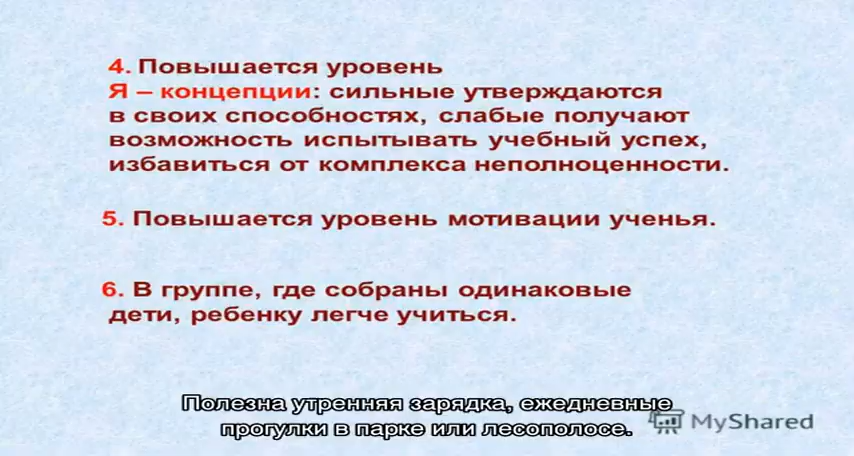 4. Повышается уровень
Я – концепции: сильные утверждаются
в своих способностях, слабые получают
возможность испытывать учебный успех,
избавиться от комплекса неполноценности.
5. Повышается уровень мотивации ученья.
6. В группе, где собраны одинаковые
дети, ребенку легче учиться.
Полезна утренняя зарядка, ежедневные
прогулки в парке или лесополосе.
MyShared